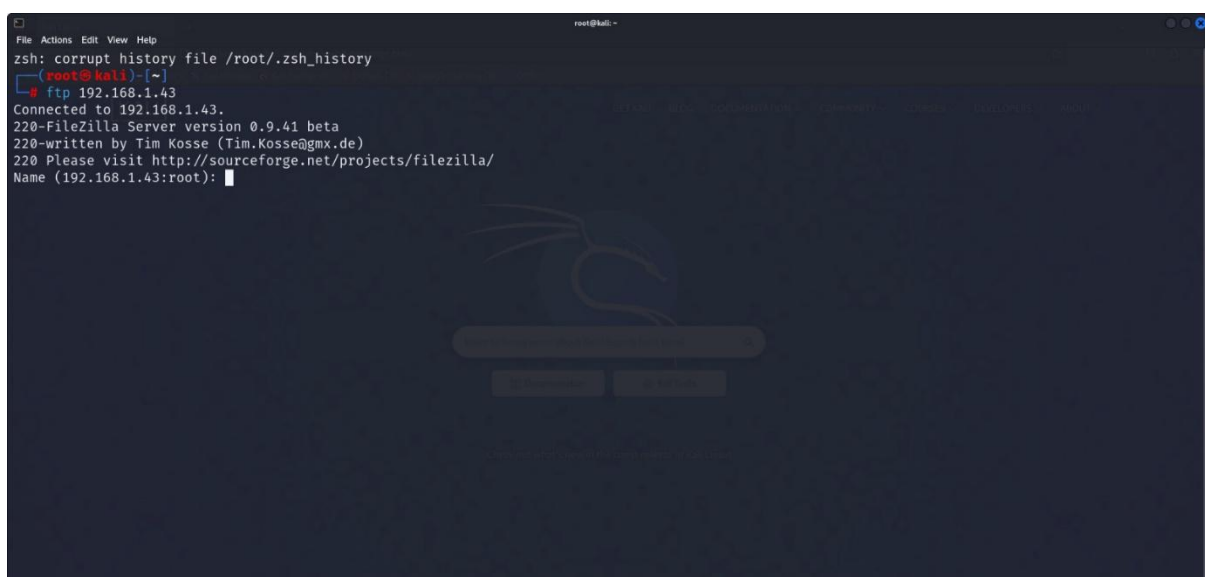 root@kali: ~
File Actions Edit View Help
zsh: corrupt history file /root/.zsh_history
┌──(root㉿kali)-[~]
└─# ftp 192.168.1.43
Connected to 192.168.1.43.
220-FileZilla Server version 0.9.41 beta
220-written by Tim Kosse (Tim.Kosse@gmx.de)
220 Please visit http://sourceforge.net/projects/filezilla/
Name (192.168.1.43:root):